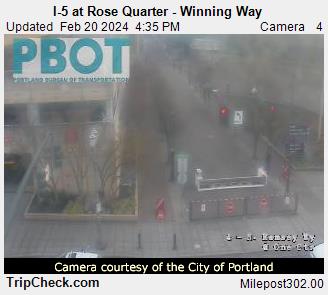 I-5 at Rose Quarter - Winning Way
Updated Feb 20 2024 4:35 PM Camera 4
PBOT
PORTLAND BUREAU OF TRANSPORTATION
Camera courtesy of the City of Portland
TripCheck.com Milepost302.00